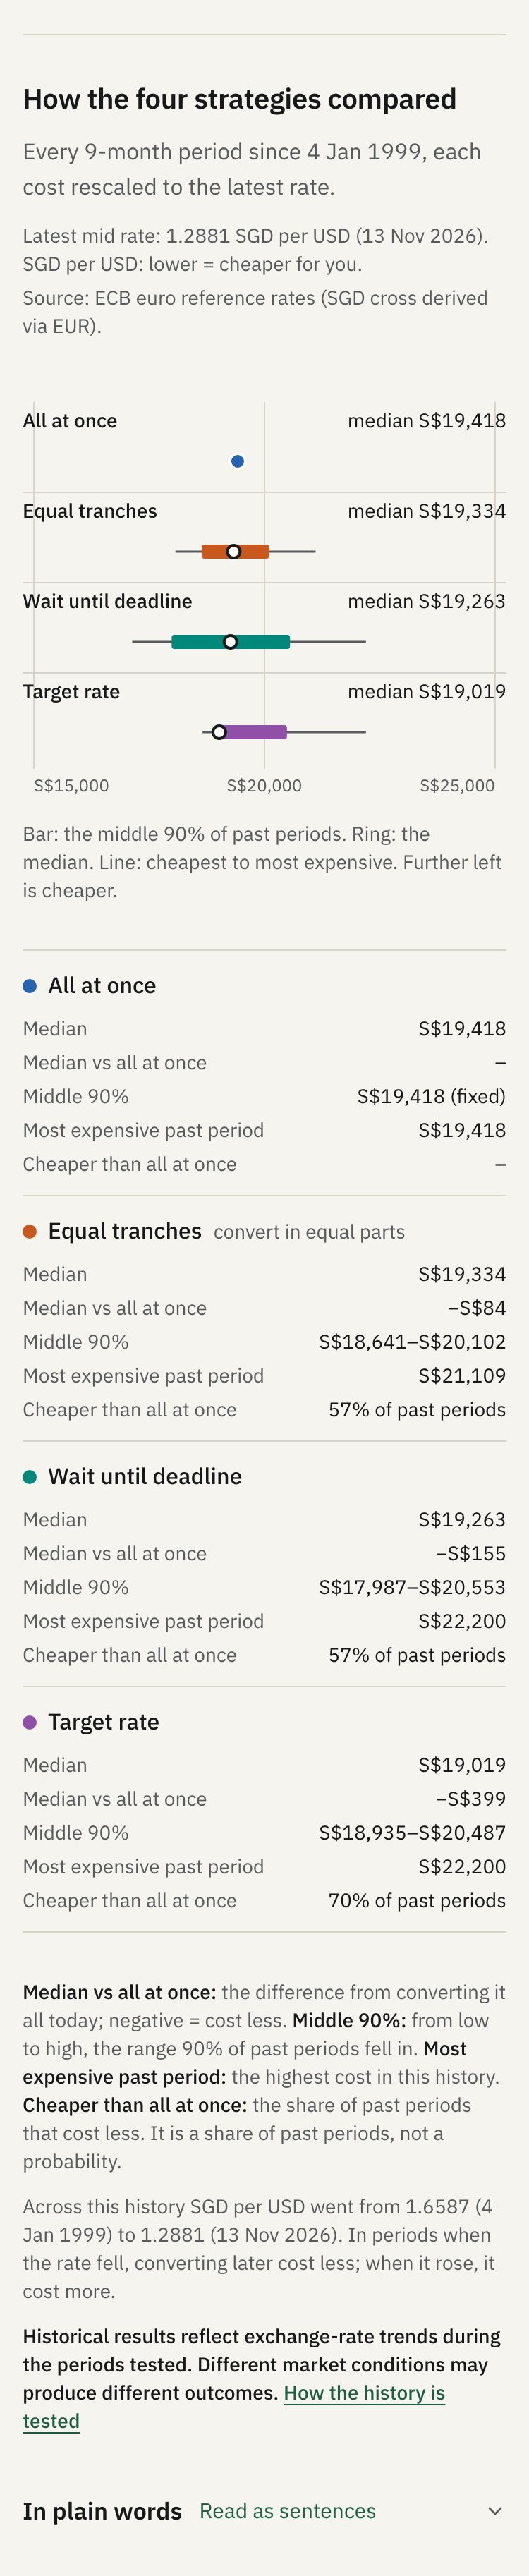 How the four strategies compared
Every 9-month period since 4 Jan 1999, each
cost rescaled to the latest rate.
Latest mid rate: 1.2881 SGD per USD (13 Nov 2026).
SGD per USD: lower = cheaper for you.
Source: ECB euro reference rates (SGD cross derived
via EUR).
All at once median S$19,418
Equal tranches median S$19,334
Wait until deadline median S$19,263
Target rate median S$19,019
S$15,000 S$20,000 S$25,000
Bar: the middle 90% of past periods. Ring: the
median. Line: cheapest to most expensive. Further left
is cheaper.
All at once
Median S$19,418
Median vs all at once –
Middle 90% S$19,418 (fixed)
Most expensive past period S$19,418
Cheaper than all at once –
Equal tranches convert in equal parts
Median S$19,334
Median vs all at once −S$84
Middle 90% S$18,641–S$20,102
Most expensive past period S$21,109
Cheaper than all at once 57% of past periods
Wait until deadline
Median S$19,263
Median vs all at once −S$155
Middle 90% S$17,987–S$20,553
Most expensive past period S$22,200
Cheaper than all at once 57% of past periods
Target rate
Median S$19,019
Median vs all at once −S$399
Middle 90% S$18,935–S$20,487
Most expensive past period S$22,200
Cheaper than all at once 70% of past periods
Median vs all at once: the difference from converting it
all today; negative = cost less. Middle 90%: from low
to high, the range 90% of past periods fell in. Most
expensive past period: the highest cost in this history.
Cheaper than all at once: the share of past periods
that cost less. It is a share of past periods, not a
probability.
Across this history SGD per USD went from 1.6587 (4
Jan 1999) to 1.2881 (13 Nov 2026). In periods when
the rate fell, converting later cost less; when it rose, it
cost more.
Historical results reflect exchange-rate trends during
the periods tested. Different market conditions may
produce different outcomes. How the history is
tested
In plain words Read as sentences